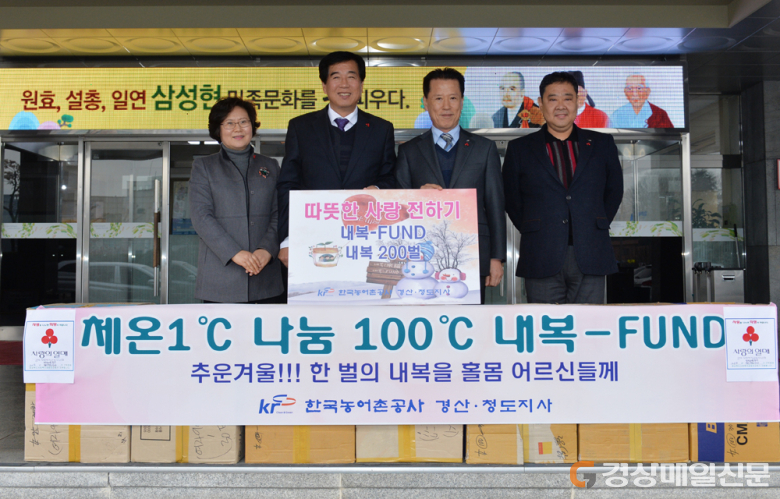 원효, 설총, 일연 삼성현 민족문화를 우다.
따뜻한 사랑 전하기
내복-FUND
내복 200벌
한국농어촌공사 경산·청도지사
체온1℃ 나눔 100℃ 내복-FUND
사랑의열매
사랑의열매
추운겨울!!! 한 벌의 내복을 홀몸 어르신들께
kr 한국농어촌공사 경산·청도지사
CM
경상매일신문